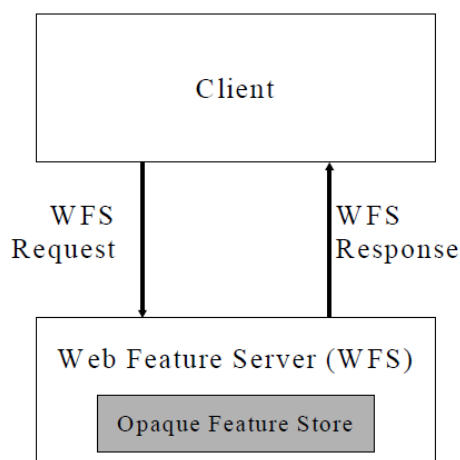 Client
WFS
Request
WFS
Response
Web Feature Server (WFS)
Opaque Feature Store